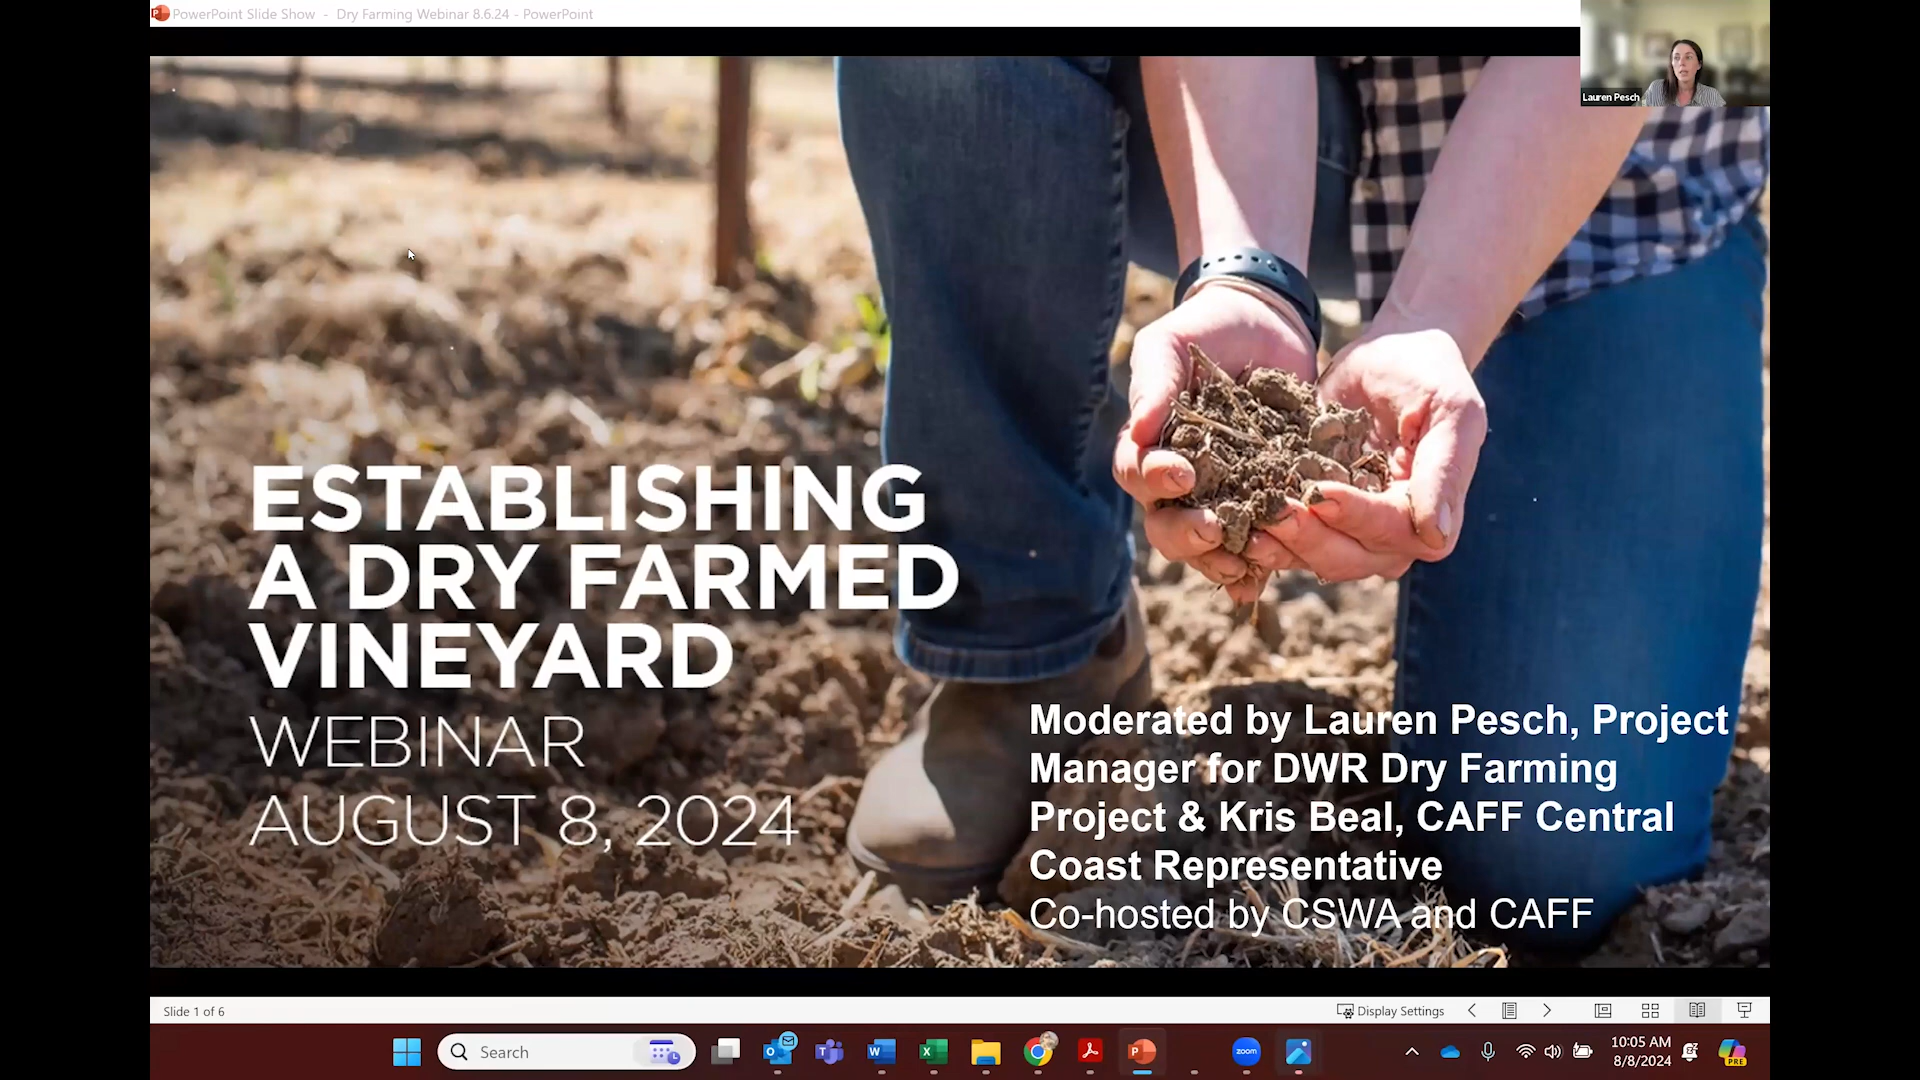 PowerPoint Slide Show - Dry Farming Webinar 8.6.24 - PowerPoint
Lauren Pesch
ESTABLISHING
A DRY FARMED
VINEYARD
WEBINAR
AUGUST 8, 2024
Moderated by Lauren Pesch, Project
Manager for DWR Dry Farming
Project & Kris Beal, CAFF Central
Coast Representative
Co-hosted by CSWA and CAFF
Slide 1 of 6
Display Settings
Search
zoom
10:05 AM
8/8/2024
PRE